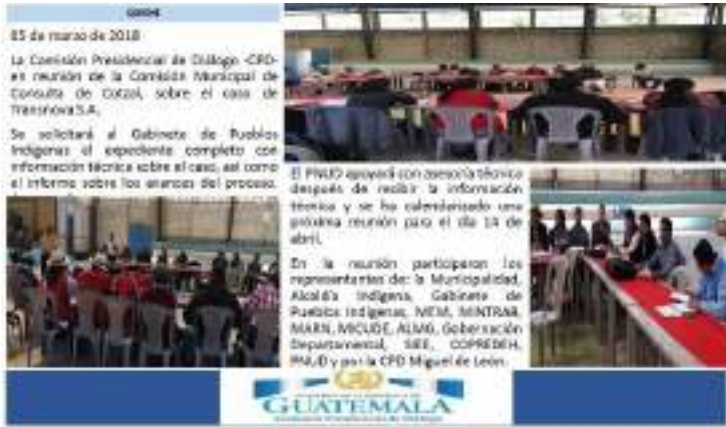 QUICHÉ
05 de marzo de 2018
La Comisión Presidencial de Diálogo -CPD-
en reunión de la Comisión Municipal de
Consulta de Cotzal, sobre el caso de
Transnova S.A.
Se solicitará al Gabinete de Pueblos
Indígenas el expediente completo con
información técnica sobre el caso, así como
el informe sobre los avances del proceso.
El PNUD apoyará con asesoría técnica
después de recibir la información
técnica y se ha calendarizado una
próxima reunión para el día 14 de
abril.
En la reunión participaron los
representantes de: la Municipalidad,
Alcaldía Indígena, Gabinete de
Pueblos Indígenas, MEM, MINTRAB,
MARN, MICUDE, ALMG, Gobernación
Departamental, SIEE, COPREDEH,
PNUD y por la CPD Miguel de León.
GUATEMALA